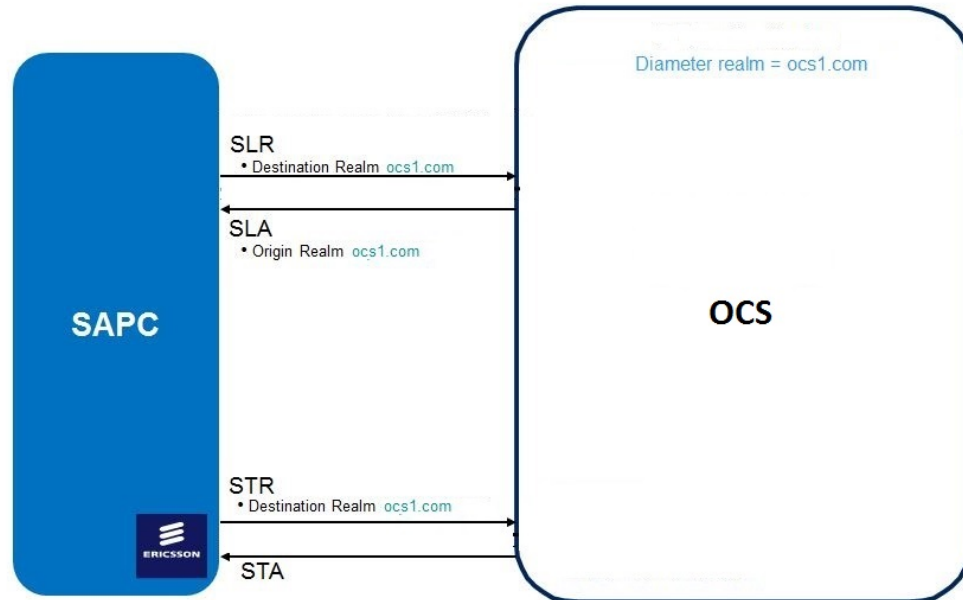 Diameter realm = ocs1.com
SLR
• Destination Realm ocs1.com
SLA
• Origin Realm ocs1.com
SAPC
OCS
STR
• Destination Realm ocs1.com
ERICSSON
STA